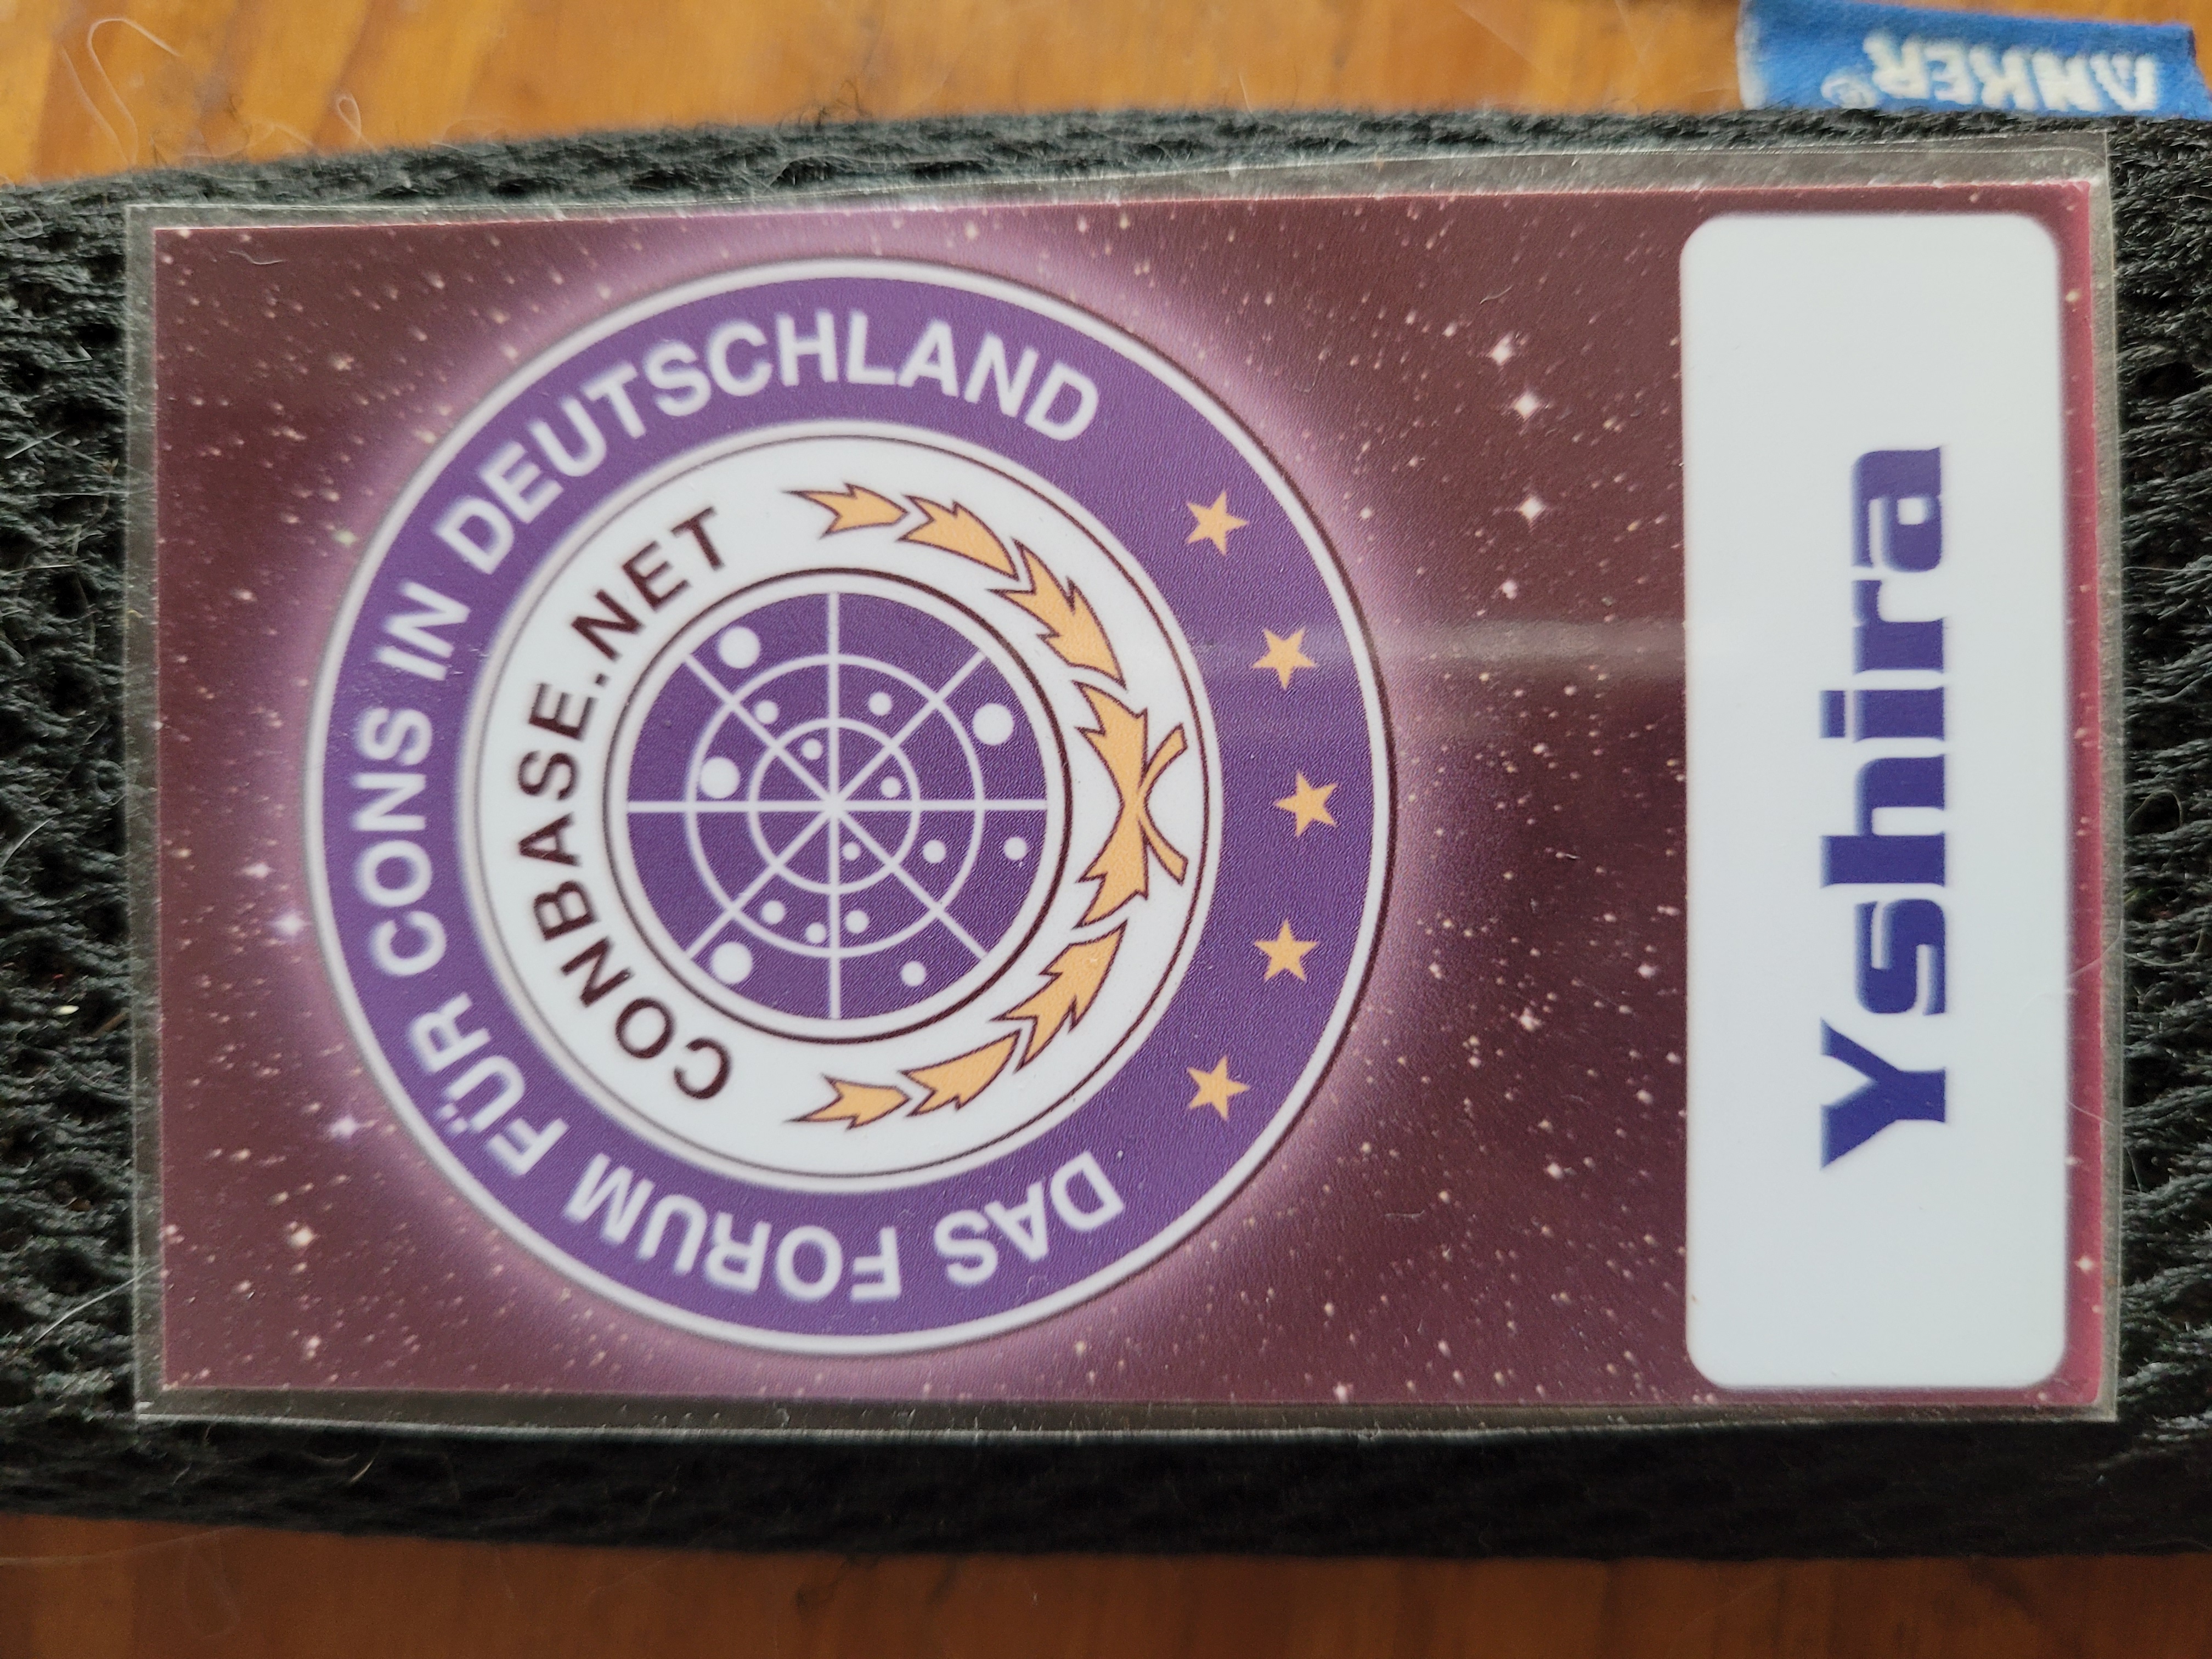 DAS FORUM FÜR CONS IN DEUTSCHLAND
CONBASE.NET
Yshira
ANKER®